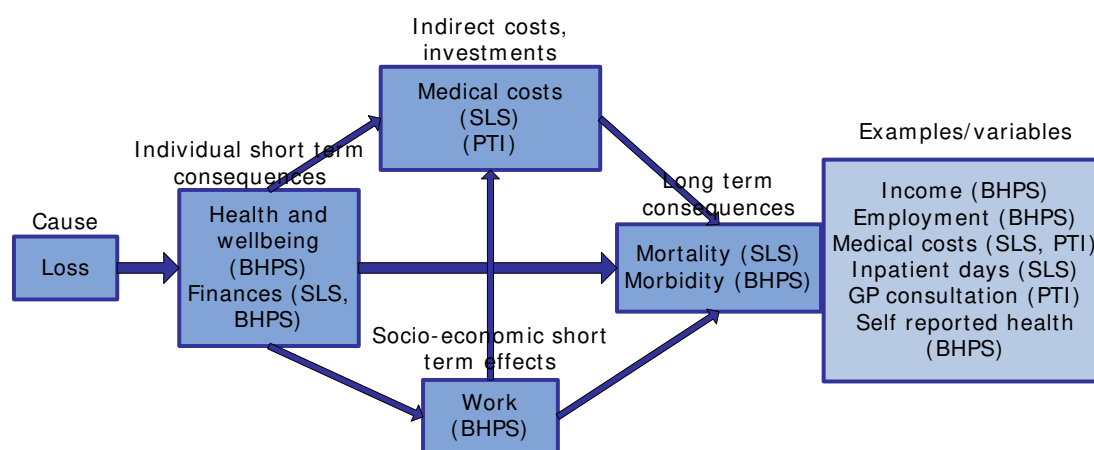 Indirect costs,
investments
Medical costs
(SLS)
(PTI)
Examples/variables
Individual short term
consequences
Long term
consequences
Cause
Loss
Health and
wellbeing
(BHPS)
Finances (SLS,
BHPS)
Mortality (SLS)
Morbidity (BHPS)
Income (BHPS)
Employment (BHPS)
Medical costs (SLS, PTI)
Inpatient days (SLS)
GP consultation (PTI)
Self reported health
(BHPS)
Socio-economic short
term effects
Work
(BHPS)